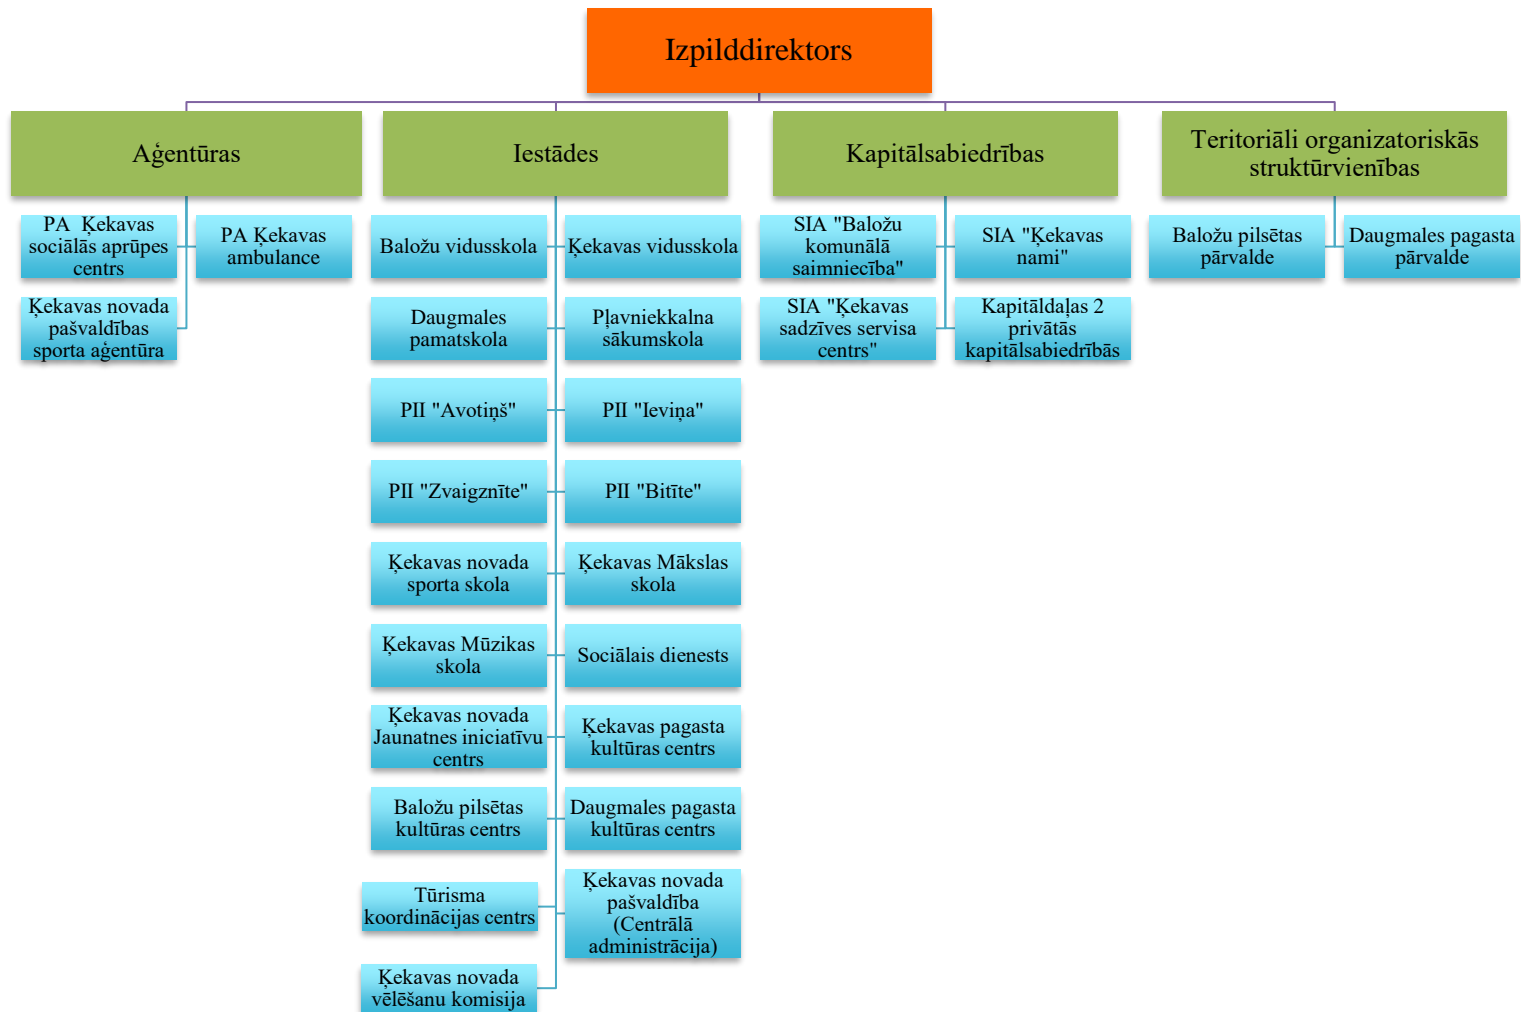 Izpilddirektors
Aģentūras
Iestādes
Kapitālsabiedrības
Teritoriāli organizatoriskās
struktūrvienības
PA Ķekavas
sociālās aprūpes
centrs
PA Ķekavas
ambulance
Ķekavas novada
pašvaldības
sporta aģentūra
Baložu vidusskola
Ķekavas vidusskola
Daugmales
pamatskola
Pļavniekkalna
sākumskola
PII "Avotiņš"
PII "Ieviņa"
PII "Zvaigznīte"
PII "Bitīte"
Ķekavas novada
sporta skola
Ķekavas Mākslas
skola
Ķekavas Mūzikas
skola
Sociālais dienests
Ķekavas novada
Jaunatnes iniciatīvu
centrs
Ķekavas pagasta
kultūras centrs
Baložu pilsētas
kultūras centrs
Daugmales pagasta
kultūras centrs
Tūrisma
koordinācijas centrs
Ķekavas novada
pašvaldība
(Centrālā
administrācija)
Ķekavas novada
vēlēšanu komisija
SIA "Baložu
komunālā
saimniecība"
SIA "Ķekavas
nami"
SIA "Ķekavas
sadzīves servisa
centrs"
Kapitāldaļas 2
privātās
kapitālsabiedrībās
Baložu pilsētas
pārvalde
Daugmales pagasta
pārvalde